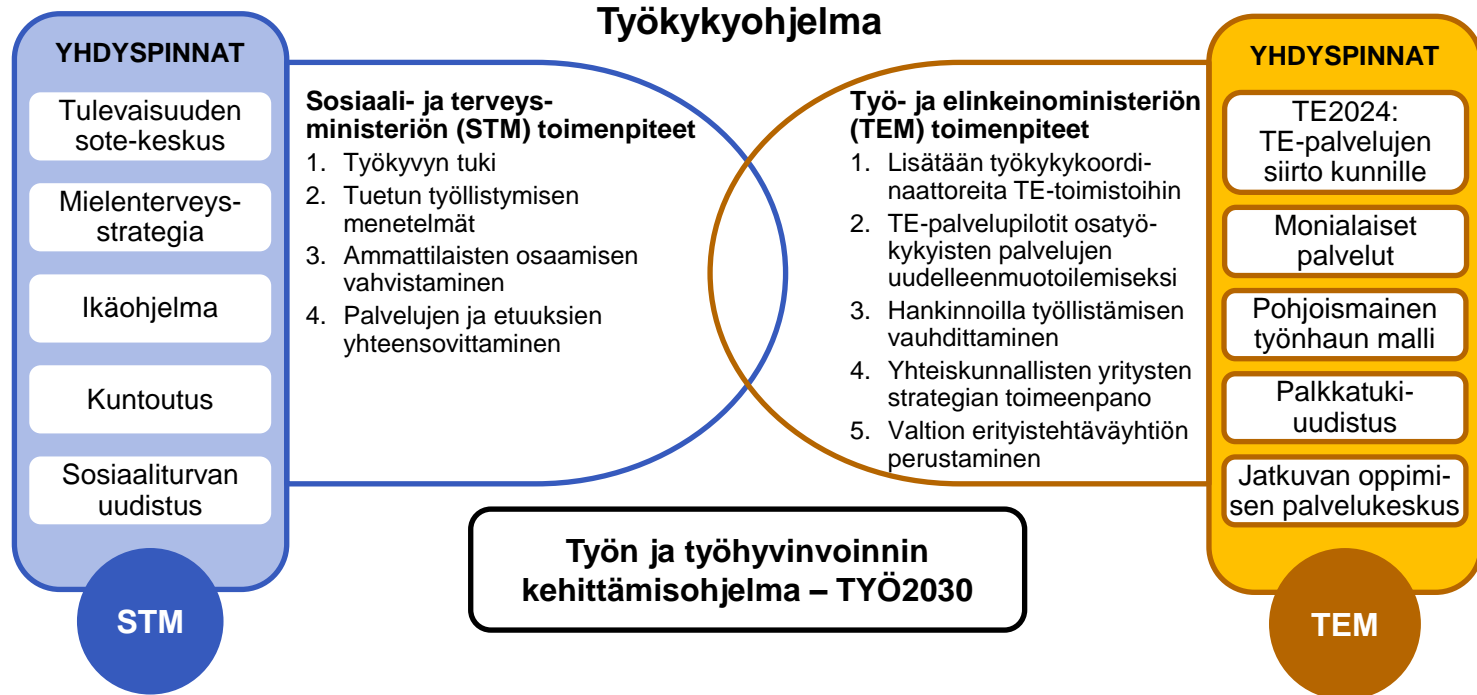 Työkykyohjelma
YHDYSPINNAT
Tulevaisuuden
sote-keskus
Mielenterveys-
strategia
Ikäohjelma
Kuntoutus
Sosiaaliturvan
uudistus
STM
Sosiaali- ja terveys-
ministeriön (STM) toimenpiteet
1. Työkyvyn tuki
2. Tuetun työllistymisen
menetelmät
3. Ammattilaisten osaamisen
vahvistaminen
4. Palvelujen ja etuuksien
yhteensovittaminen
Työ- ja elinkeinoministeriön
(TEM) toimenpiteet
1. Lisätään työkykykoordi-
naattoreita TE-toimistoihin
2. TE-palvelupilotit osatyö-
kykyisten palvelujen
uudelleenmuotoilemiseksi
3. Hankinnoilla työllistämisen
vauhdittaminen
4. Yhteiskunnallisten yritysten
strategian toimeenpano
5. Valtion erityistehtäväyhtiön
perustaminen
Työn ja työhyvinvoinnin
kehittämisohjelma – TYÖ2030
YHDYSPINNAT
TE2024:
TE-palvelujen
siirto kunnille
Monialaiset
palvelut
Pohjoismainen
työnhaun malli
Palkkatuki-
uudistus
Jatkuvan oppimi-
sen palvelukeskus
TEM